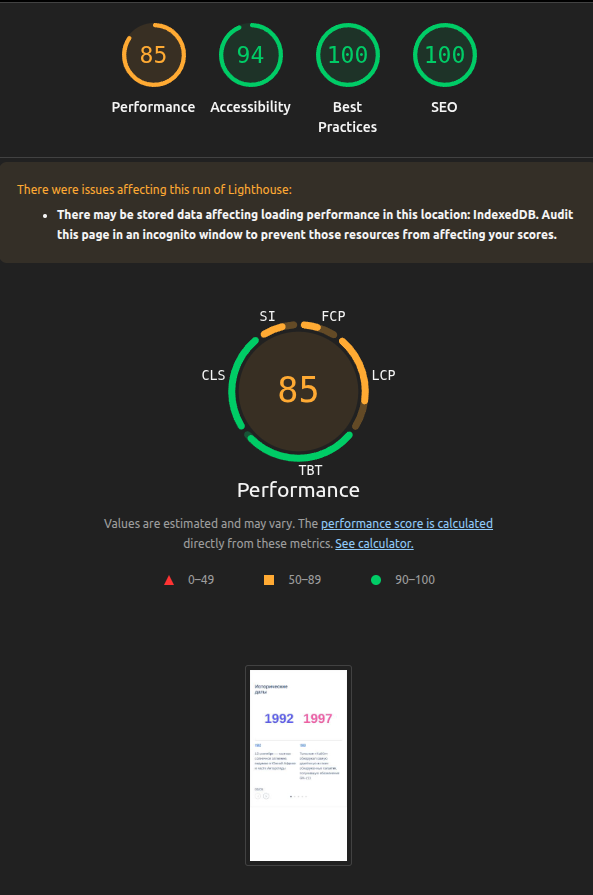 85
94
100
100
Performance
Accessibility
Best
Practices
SEO
There were issues affecting this run of Lighthouse:
There may be stored data affecting loading performance in this location: IndexedDB. Audit
this page in an incognito window to prevent those resources from affecting your scores.
SI
FCP
CLS
LCP
85
TBT
Performance
Values are estimated and may vary. The performance score is calculated
directly from these metrics. See calculator.
0–49
50–89
90–100
Исторические
даты
1992
1997